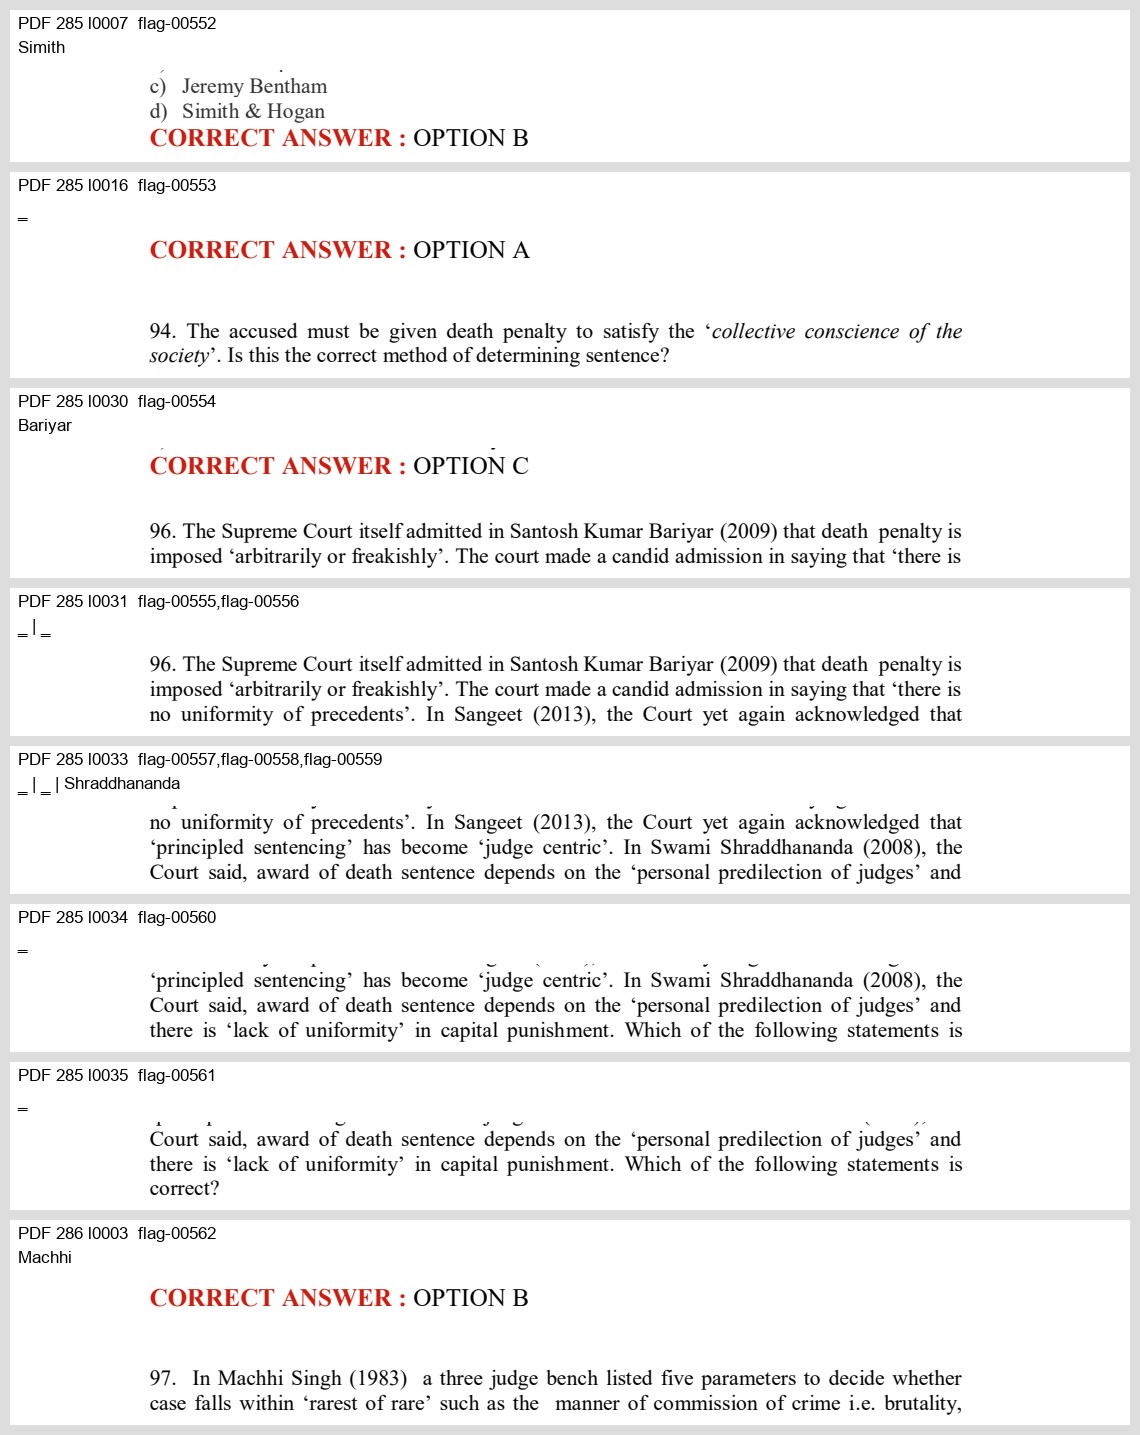 PDF 285 l0007  flag-00552
Simith
c)   Jeremy Bentham
d)   Simith & Hogan
CORRECT ANSWER : OPTION B
PDF 285 l0016  flag-00553
‗
CORRECT ANSWER : OPTION A
94. The accused must be given death penalty to satisfy the ‘collective conscience of the
society’. Is this the correct method of determining sentence?
PDF 285 l0030  flag-00554
Bariyar
CORRECT ANSWER : OPTION C
96. The Supreme Court itself admitted in Santosh Kumar Bariyar (2009) that death  penalty is
imposed ‘arbitrarily or freakishly’. The court made a candid admission in saying that ‘there is
PDF 285 l0031  flag-00555,flag-00556
‗ | ‗
96. The Supreme Court itself admitted in Santosh Kumar Bariyar (2009) that death  penalty is
imposed ‘arbitrarily or freakishly’. The court made a candid admission in saying that ‘there is
no uniformity of precedents’. In Sangeet (2013), the Court yet again acknowledged that
PDF 285 l0033  flag-00557,flag-00558,flag-00559
‗ | ‗ | Shraddhananda
no uniformity of precedents’. In Sangeet (2013), the Court yet again acknowledged that
‘principled sentencing’ has become ‘judge centric’. In Swami Shraddhananda (2008), the
Court said, award of death sentence depends on the ‘personal predilection of judges’ and
PDF 285 l0034  flag-00560
‗
‘principled sentencing’ has become ‘judge centric’. In Swami Shraddhananda (2008), the
Court said, award of death sentence depends on the ‘personal predilection of judges’ and
there is ‘lack of uniformity’ in capital punishment. Which of the following statements is
PDF 285 l0035  flag-00561
‗
Court said, award of death sentence depends on the ‘personal predilection of judges’ and
there is ‘lack of uniformity’ in capital punishment. Which of the following statements is
correct?
PDF 286 l0003  flag-00562
Machhi
CORRECT ANSWER : OPTION B
97.  In Machhi Singh (1983)  a three judge bench listed five parameters to decide whether
case falls within ‘rarest of rare’ such as the  manner of commission of crime i.e. brutality,